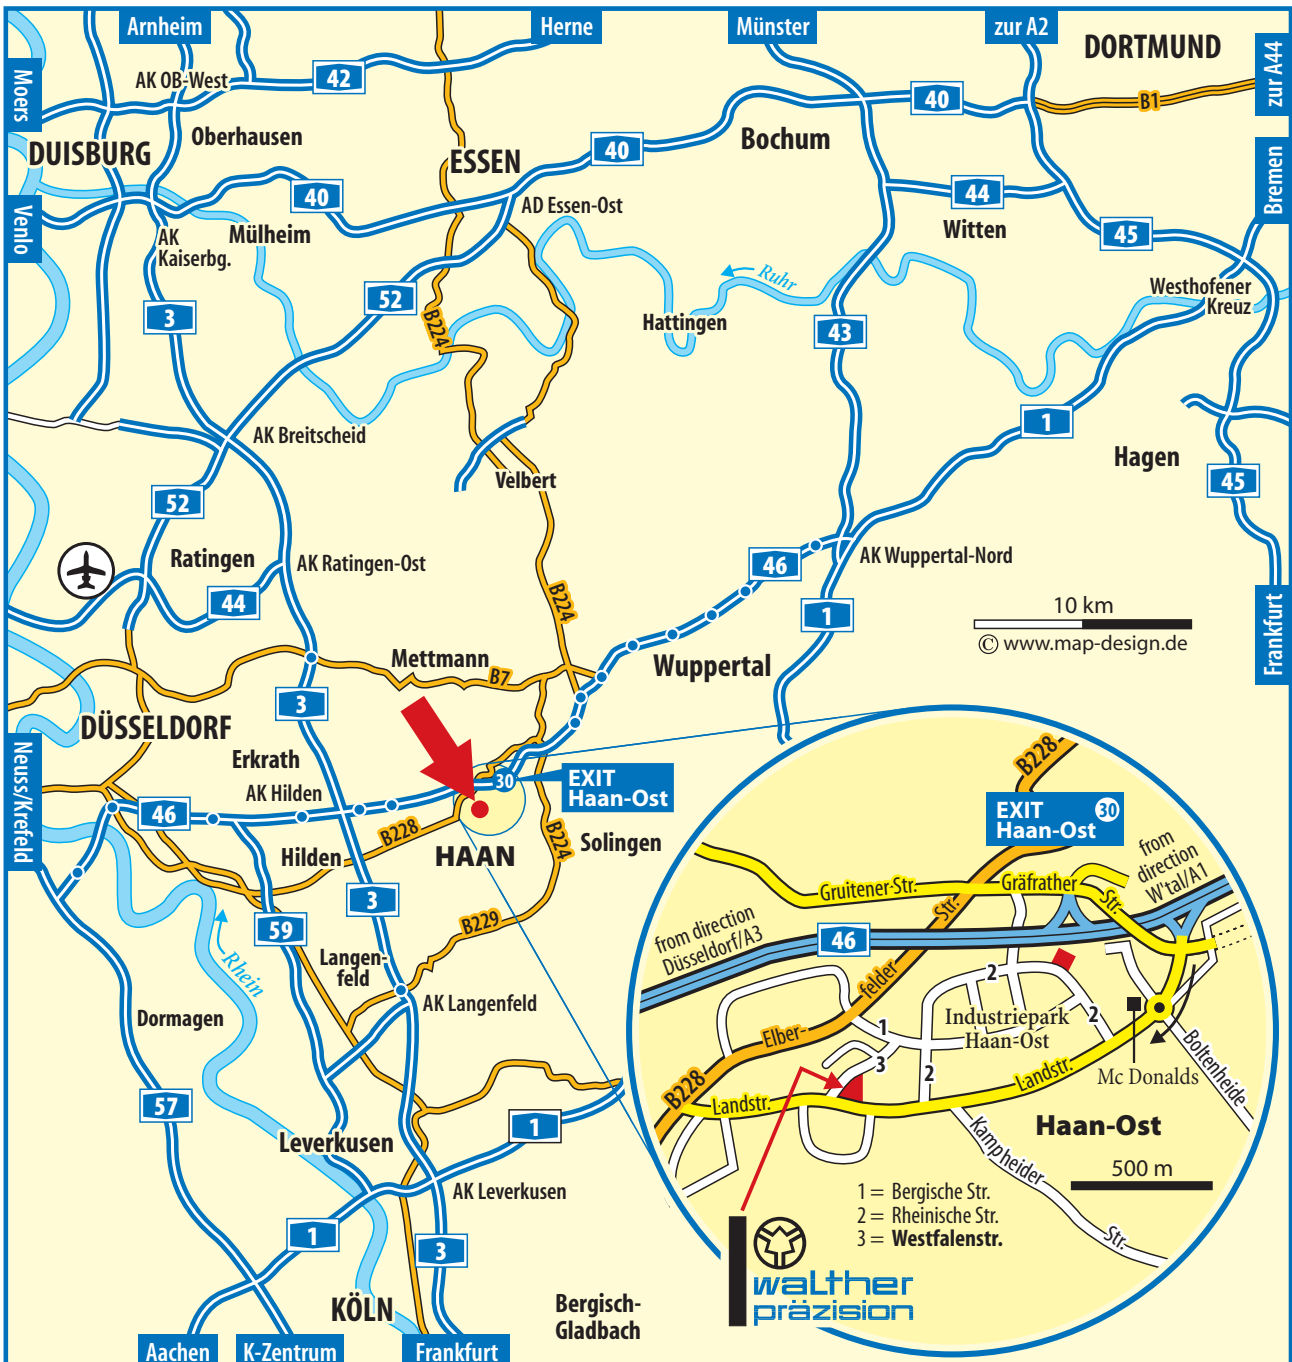 Arnheim
Herne
Münster
zur A2
DORTMUND
zur A44
Moers
AK OB-West
42
40
B1
DUISBURG
Oberhausen
ESSEN
40
Bochum
Bremen
Venlo
40
44
AD Essen-Ost
AK
Kaiserbg.
Mülheim
Witten
45
52
Ruhr
Westhofener
Kreuz
3
B224
Hattingen
43
1
AK Breitscheid
Hagen
Velbert
45
52
Ratingen
AK Ratingen-Ost
46
AK Wuppertal-Nord
44
B224
1
10 km
© www.map-design.de
Frankfurt
Mettmann
B7
Wuppertal
3
DÜSSELDORF
Erkrath
Neuss/Krefeld
AK Hilden
30
EXIT
Haan-Ost
46
B228
HAAN
B224
Solingen
Hilden
3
59
B229
Langen-
feld
Rhein
AK Langenfeld
Dormagen
57
1
Leverkusen
AK Leverkusen
1
3
KÖLN
Bergisch-
Gladbach
Aachen
K-Zentrum
Frankfurt
B228
EXIT
Haan-Ost
30
from
direction
W'tal/A1
Gruitener-Str.
Gräfrather
Str.
Str.
from direction
Düsseldorf/A3
46
felder
2
Elber-
1
Industriepark
Haan-Ost
2
3
2
Landstr.
Mc Donalds
Boltenheide
B228
Landstr.
Haan-Ost
Kampheider
Str.
500 m
1 = Bergische Str.
2 = Rheinische Str.
3 = Westfalenstr.
walther
präzision